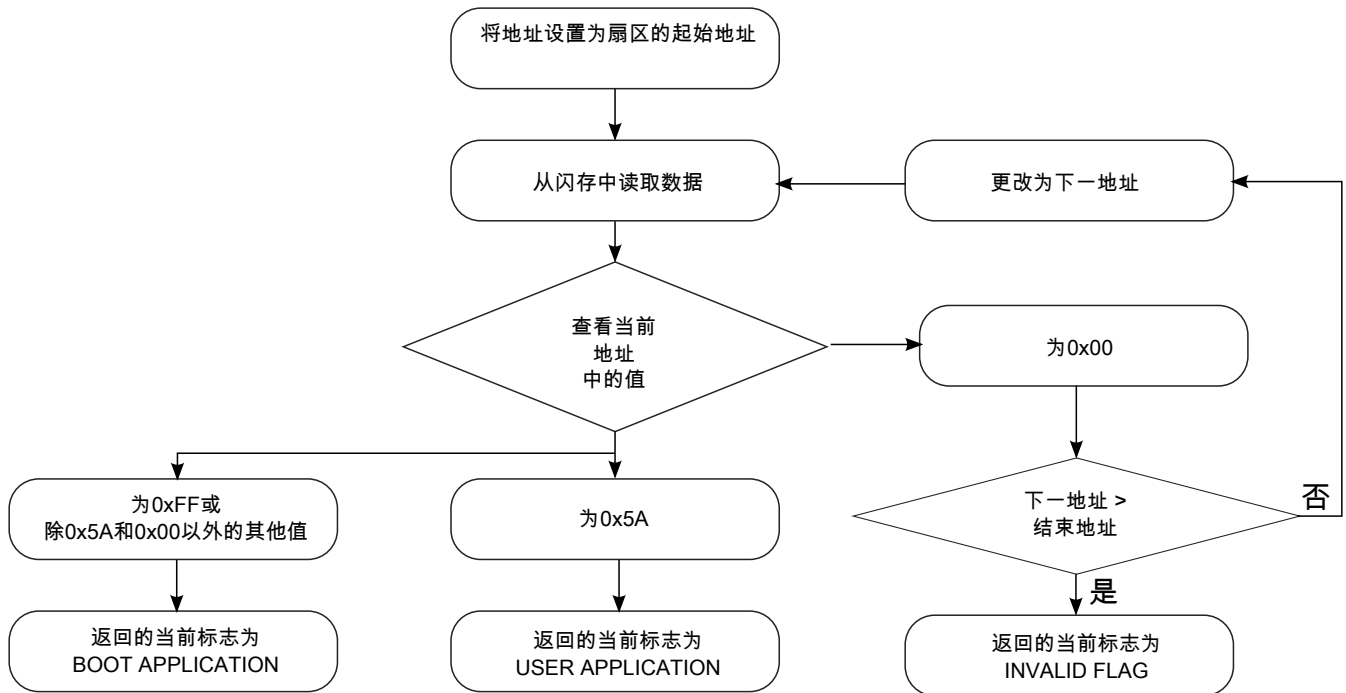 将地址设置为扇区的起始地址
从闪存中读取数据
更改为下一地址
查看当前
地址
中的值
为0x00
为0xFF或
除0x5A和0x00以外的其他值
为0x5A
下一地址 >
结束地址
否
是
返回的当前标志为
BOOT APPLICATION
返回的当前标志为
USER APPLICATION
返回的当前标志为
INVALID FLAG